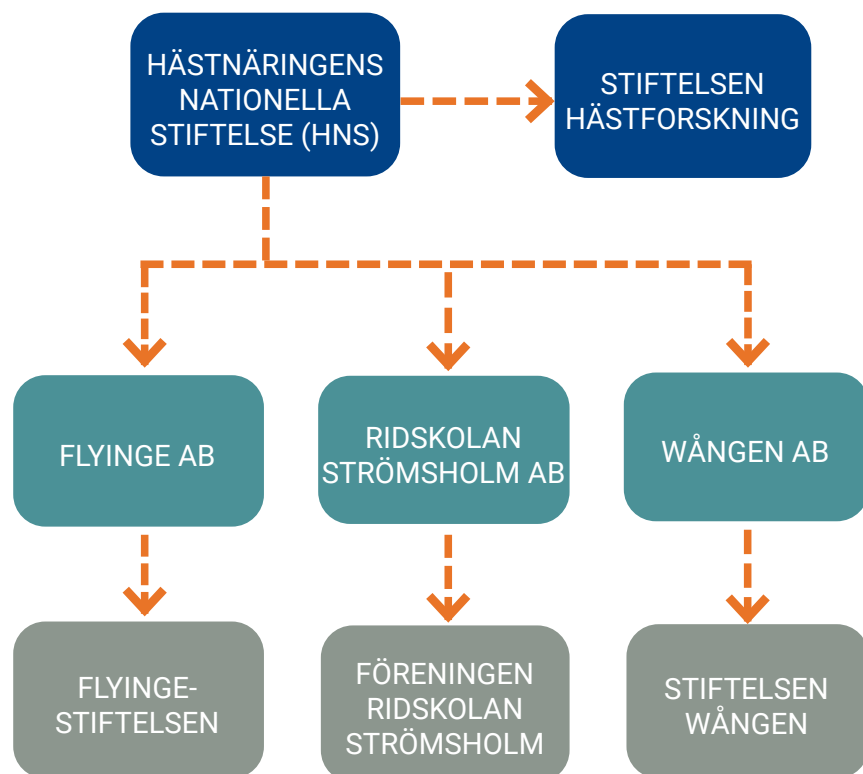 HÄSTNÄRINGENS
NATIONELLA
STIFTELSE (HNS)
STIFTELSEN
HÄSTFORSKNING
FLYINGE AB
RIDSKOLAN
STRÖMSHOLM AB
WÅNGEN AB
FLYINGE-
STIFTELSEN
FÖRENINGEN
RIDSKOLAN
STRÖMSHOLM
STIFTELSEN
WÅNGEN